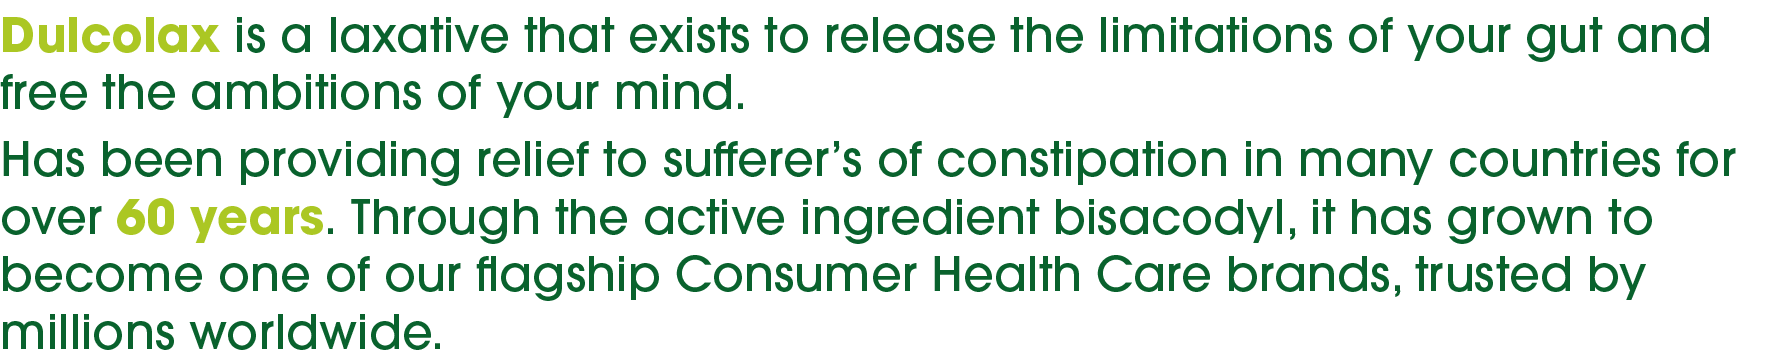 Dulcolax is a laxative that exists to release the limitations of your gut and
free the ambitions of your mind.
Has been providing relief to sufferer’s of constipation in many countries for
over 60 years. Through the active ingredient bisacodyl, it has grown to
become one of our flagship Consumer Health Care brands, trusted by
millions worldwide.